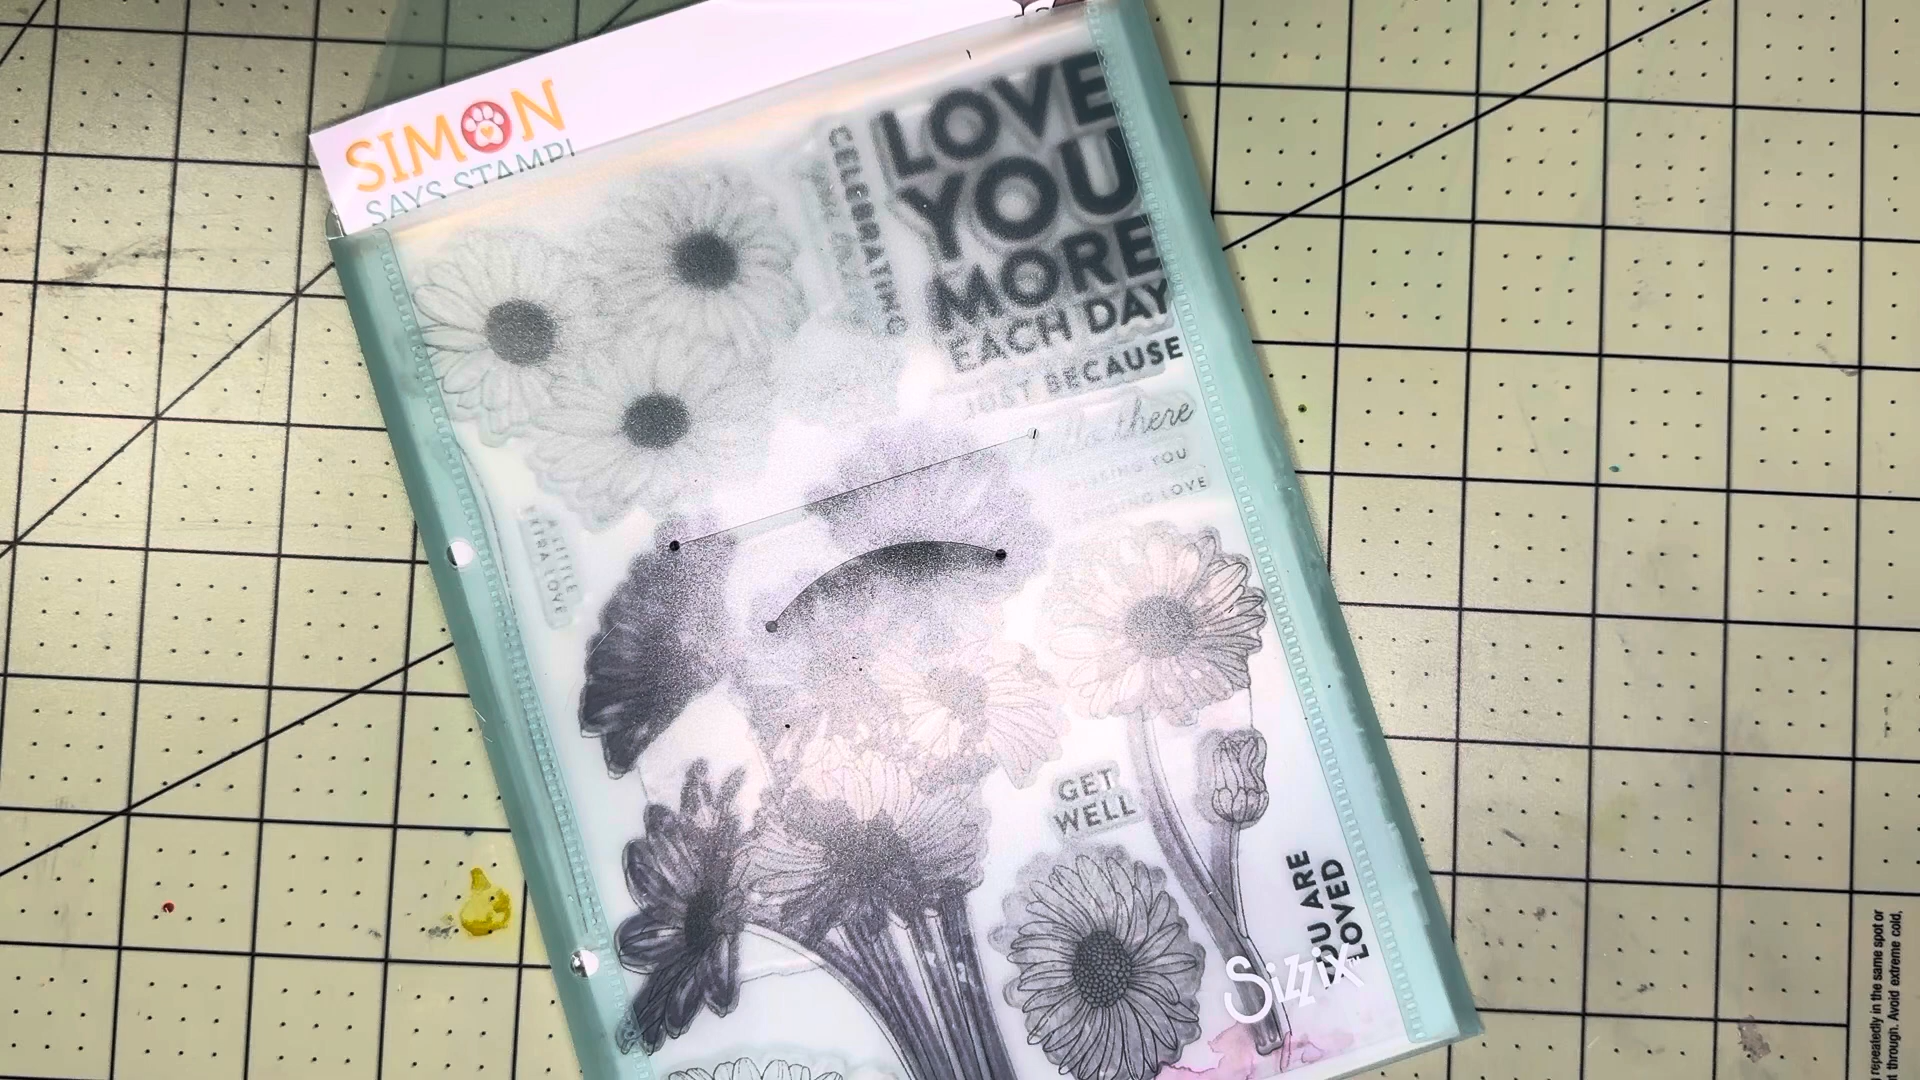 SIMON
SAYS STAMP!
CELEBRATING
LOVE
YOU
MORE
EACH DAY
JUST BECAUSE
hello there
MISSING YOU
SENDING LOVE
A LITTLE
EXTRA LOVE
GET
WELL
YOU ARE
LOVED
Sizzix
repeatedly in the same spot or
t through. Avoid extreme cold,